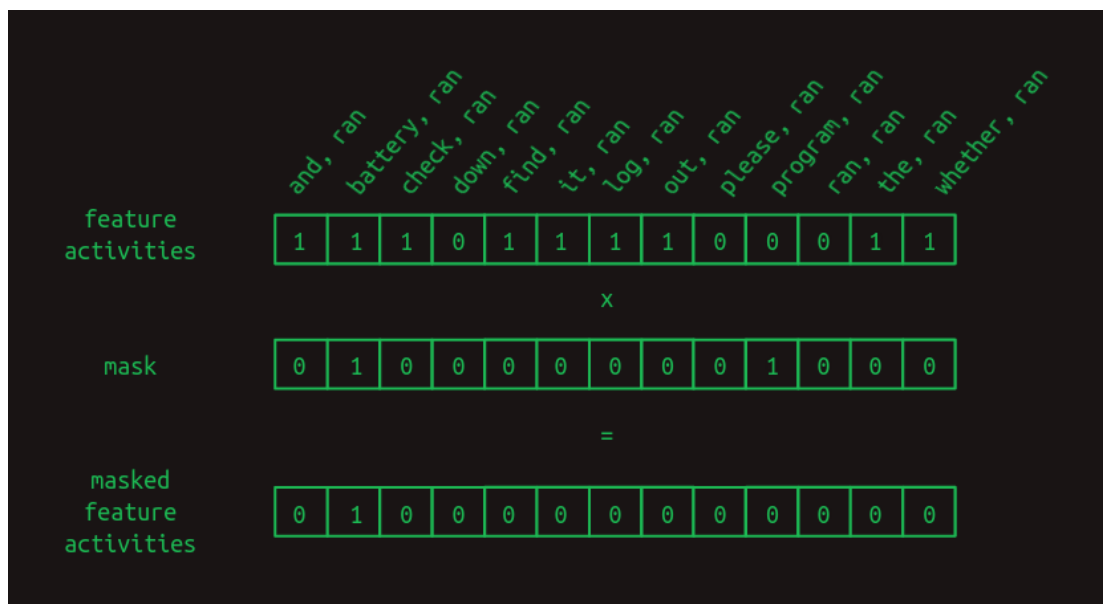 and, ran
battery, ran
check, ran
down, ran
find, ran
it, ran
log, ran
out, ran
please, ran
program, ran
ran, ran
the, ran
whether, ran
feature
activities
1 1 1 0 1 1 1 1 0 0 0 1 1
x
mask
0 1 0 0 0 0 0 0 0 1 0 0 0
=
masked
feature
activities
0 1 0 0 0 0 0 0 0 0 0 0 0